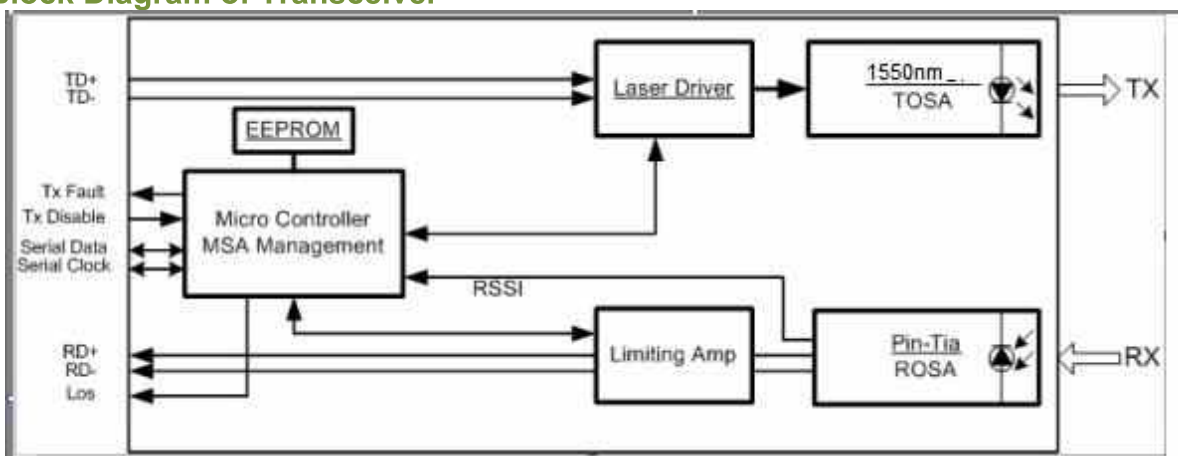 Diagram of Transceiver
TD+
TD-
Laser Driver
1550nm
TOSA
TX
EEPROM
Tx Fault
Tx Disable
Serial Data
Serial Clock
Micro Controller
MSA Management
RSSI
RD+
RD-
Los
Limiting Amp
Pin-Tia
ROSA
RX